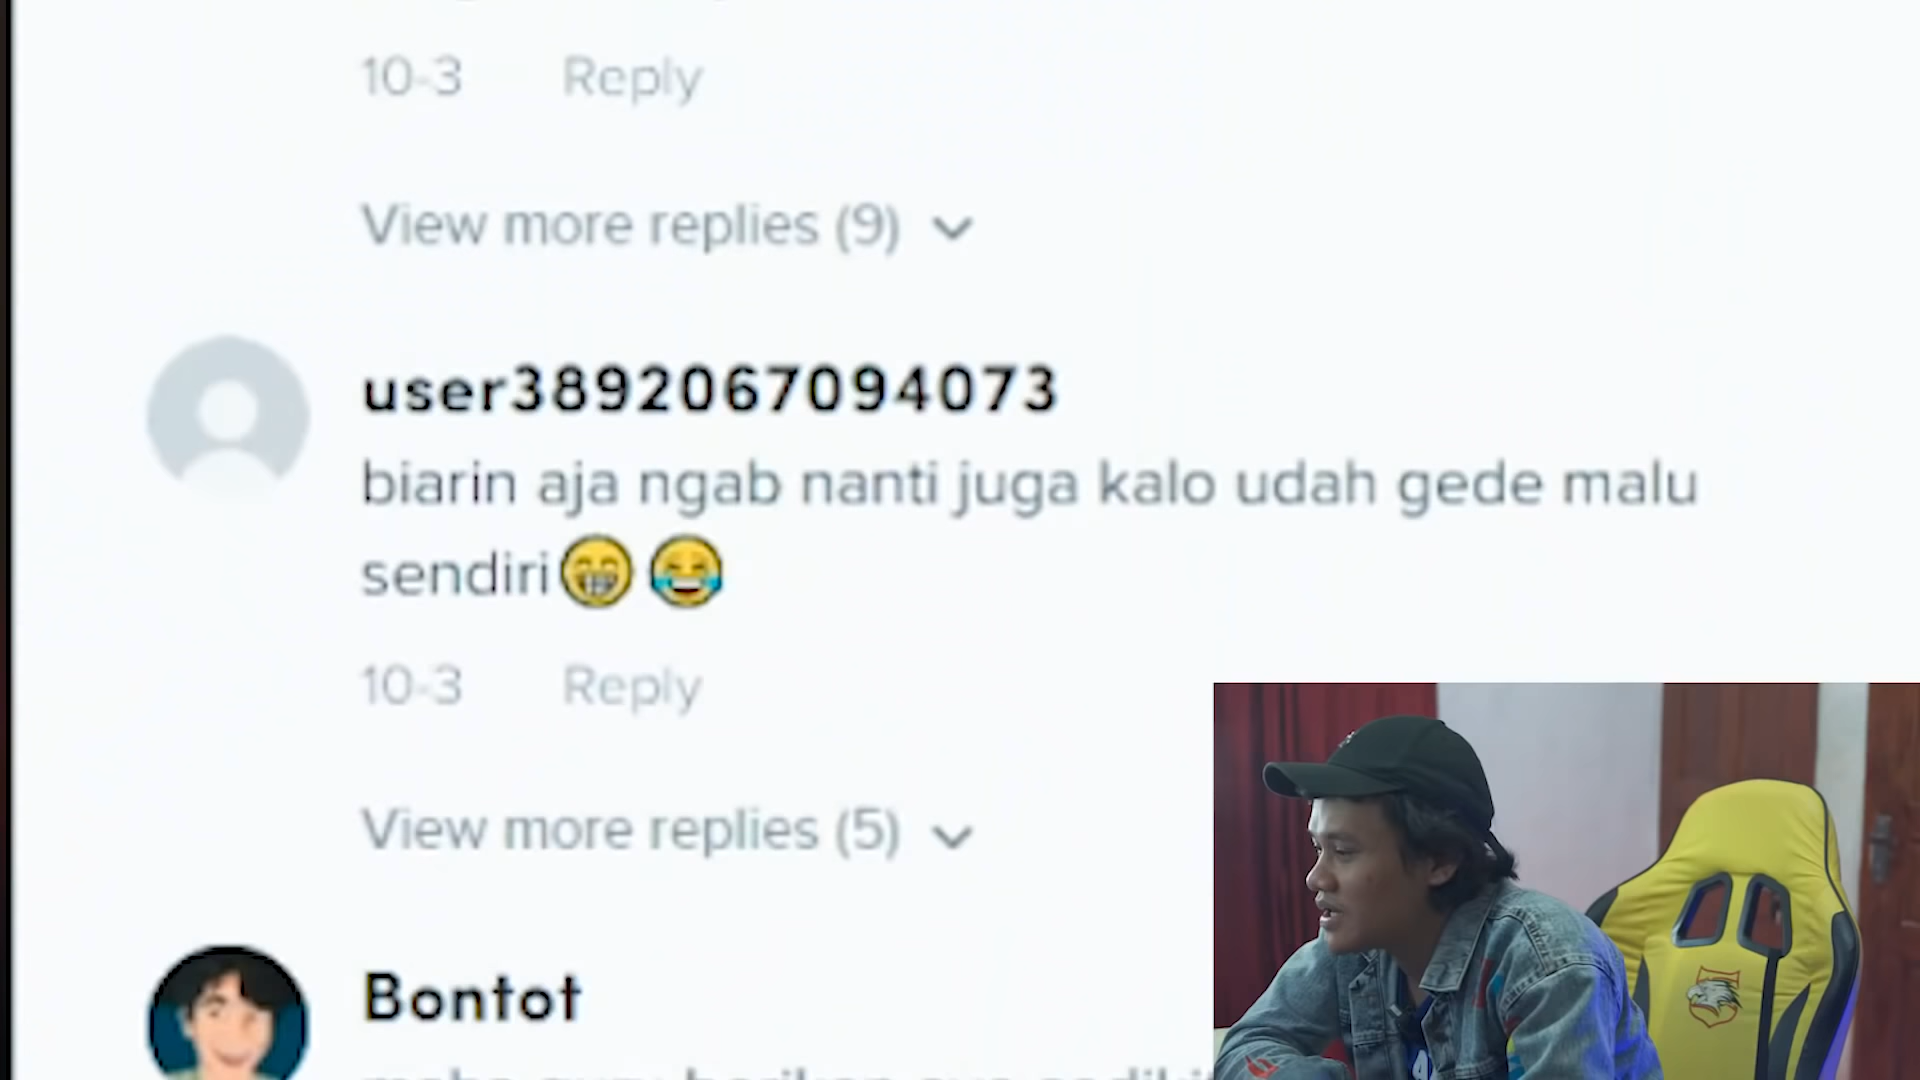 10-3 Reply
View more replies (9)
user3892067094073
biarin aja ngab nanti juga kalo udah gede malu
sendiri😁😂
10-3 Reply
View more replies (5)
Bontot